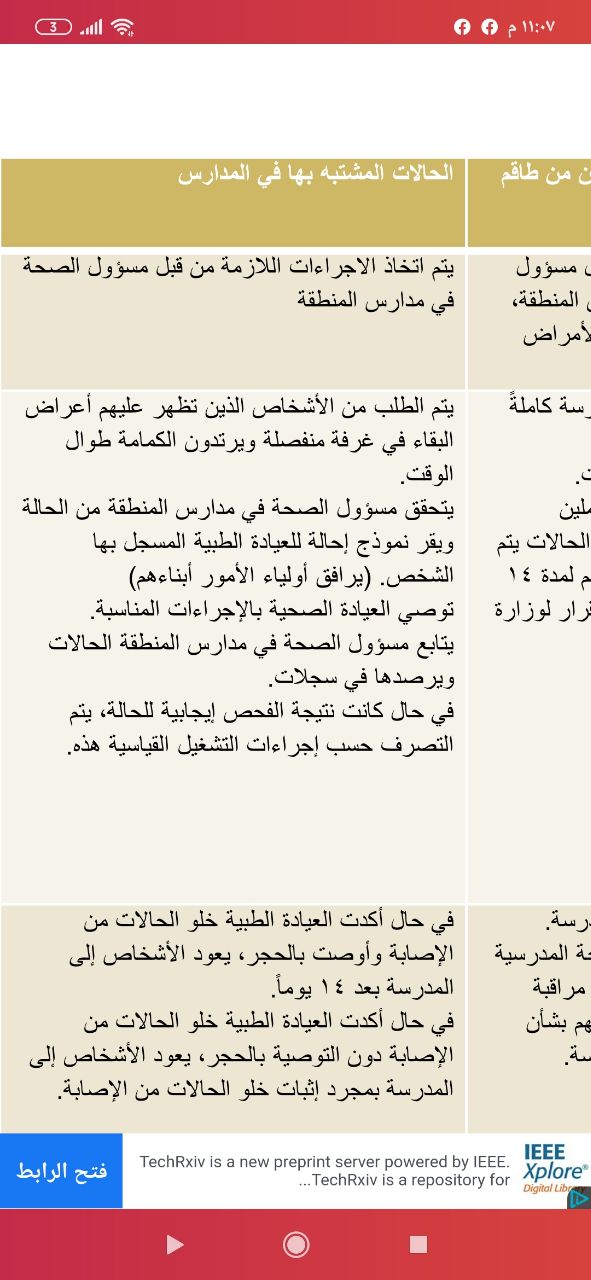 ١١:٠٧ م
3
ن من طاقم
الحالات المشتبه بها في المدارس
مسؤول
المنطقة،
لأمراض
يتم اتخاذ الاجراءات اللازمة من قبل مسؤول الصحة
في مدارس المنطقة
رسة كاملةً
ت.
ملين
الحالات يتم
م لمدة ١٤
قرار لوزارة
يتم الطلب من الأشخاص الذين تظهر عليهم أعراض
البقاء في غرفة منفصلة ويرتدون الكمامة طوال
الوقت.
يتحقق مسؤول الصحة في مدارس المنطقة من الحالة
ويقر نموذج إحالة للعيادة الطبية المسجل بها
الشخص. (يرافق أولياء الأمور أبناءهم)
توصي العيادة الصحية بالإجراءات المناسبة.
يتابع مسؤول الصحة في مدارس المنطقة الحالات
ويرصدها في سجلات.
في حال كانت نتيجة الفحص إيجابية للحالة، يتم
التصرف حسب إجراءات التشغيل القياسية هذه.
درسة.
حة المدرسية
مراقبة
هم بشأن
سة.
في حال أكدت العيادة الطبية خلو الحالات من
الإصابة وأوصت بالحجر، يعود الأشخاص إلى
المدرسة بعد ١٤ يوماً.
في حال أكدت العيادة الطبية خلو الحالات من
الإصابة دون التوصية بالحجر، يعود الأشخاص إلى
المدرسة بمجرد إثبات خلو الحالات من الإصابة.
IEEE
Xplore®
Digital Library
TechRxiv is a new preprint server powered by IEEE.
...TechRxiv is a repository for
فتح الرابط